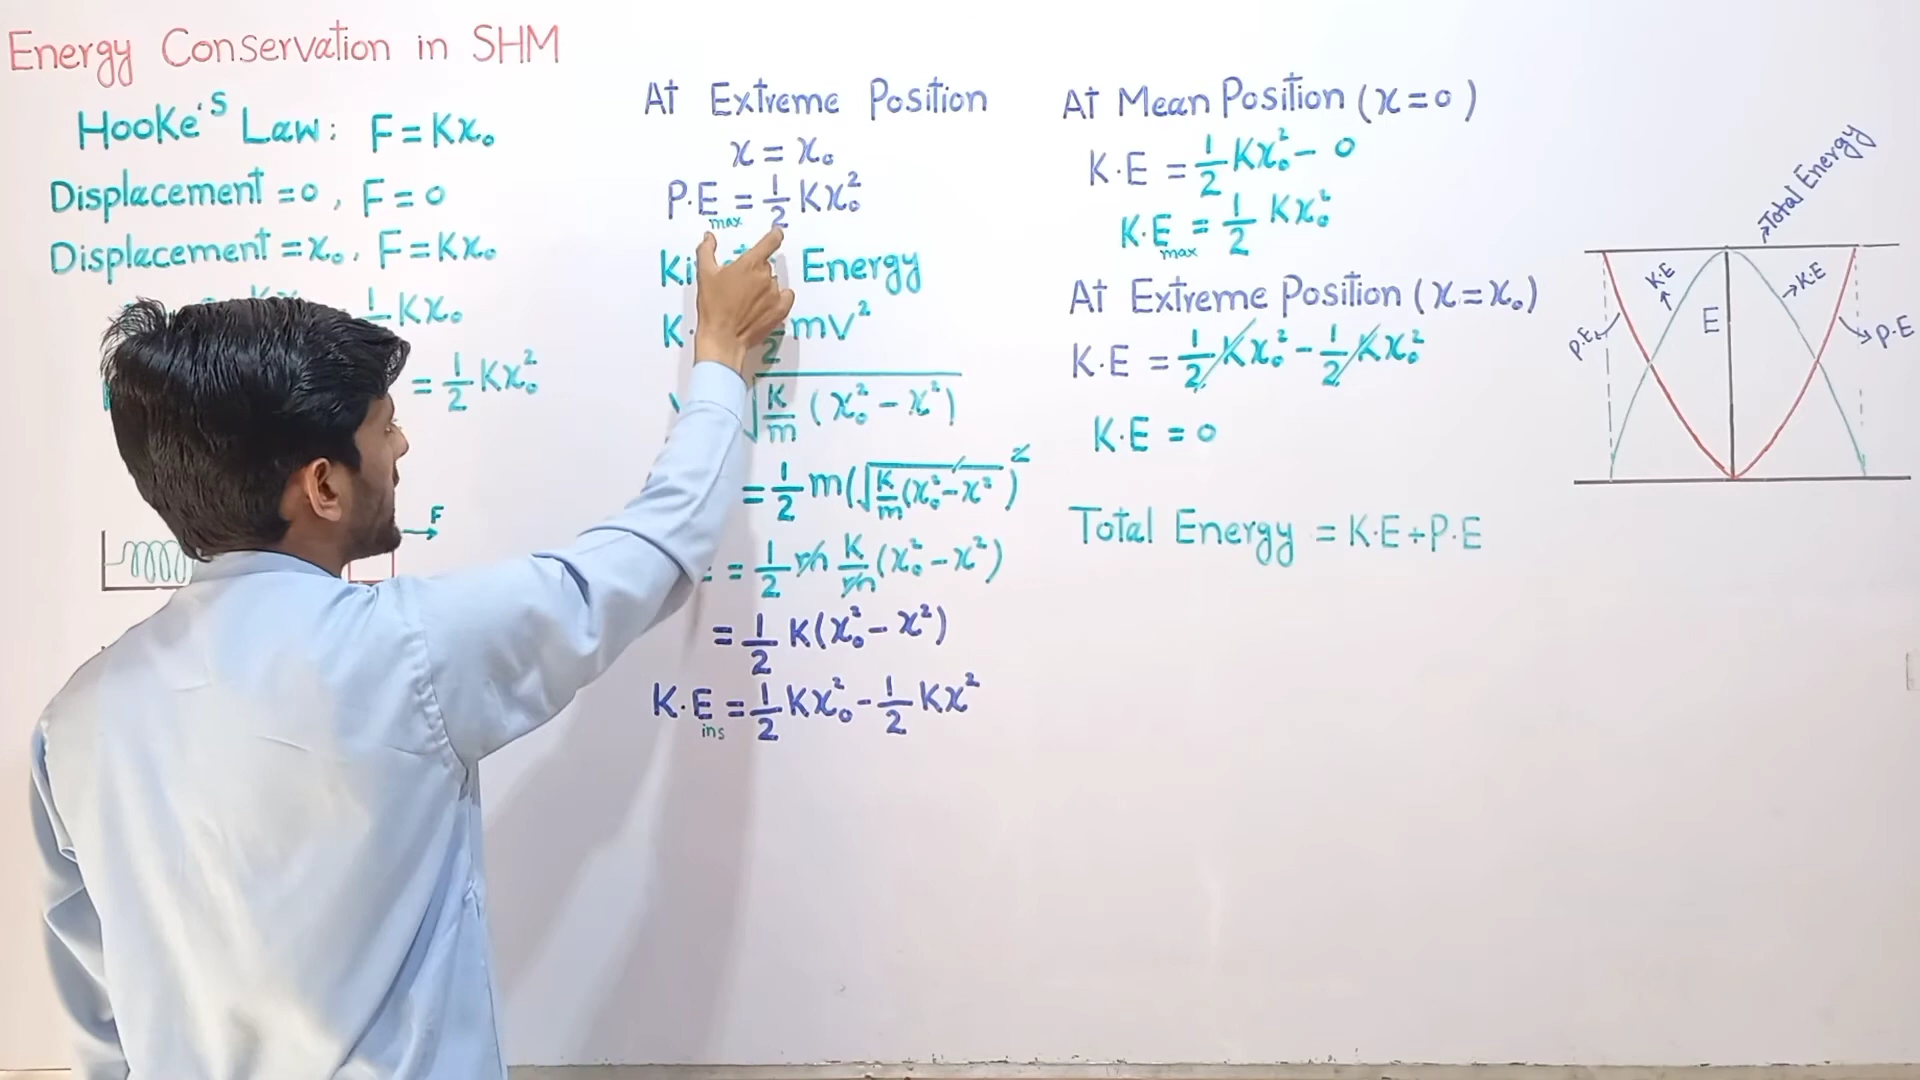 Energy Conservation in SHM
Hooke's Law: F = Kx₀
Displacement = 0, F = 0
Displacement = x₀, F = Kx₀
½ Kx₀
= ½ Kx₀²
F
At Extreme Position
x = x₀
P.E max = ½ Kx₀²
Energy
K. ½ mv²
√(K/m (x₀² - x²))
= ½ m(√(K/m (x₀² - x²)))²
= ½ m K/m (x₀² - x²)
= ½ K(x₀² - x²)
K.E ins = ½ Kx₀² - ½ Kx²
At Mean Position (x = 0)
K.E = ½ Kx₀² - 0
K.E max = ½ Kx₀²
At Extreme Position (x = x₀)
K.E = ½ Kx₀² - ½ Kx₀²
K.E = 0
Total Energy = K.E + P.E
Total Energy
K.E
K.E
E
P.E
P.E